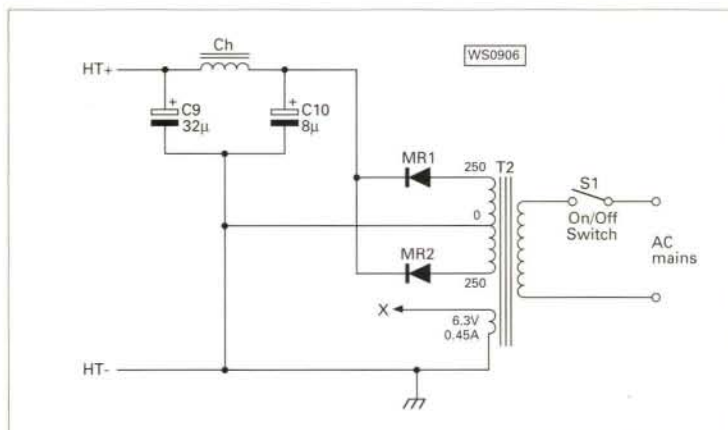 Ch
WS0906
HT+
C9
32μ
C10
8μ
MR1
250
T2
S1
0
On/Off
Switch
AC
mains
MR2
250
X
6.3V
0.45A
HT-